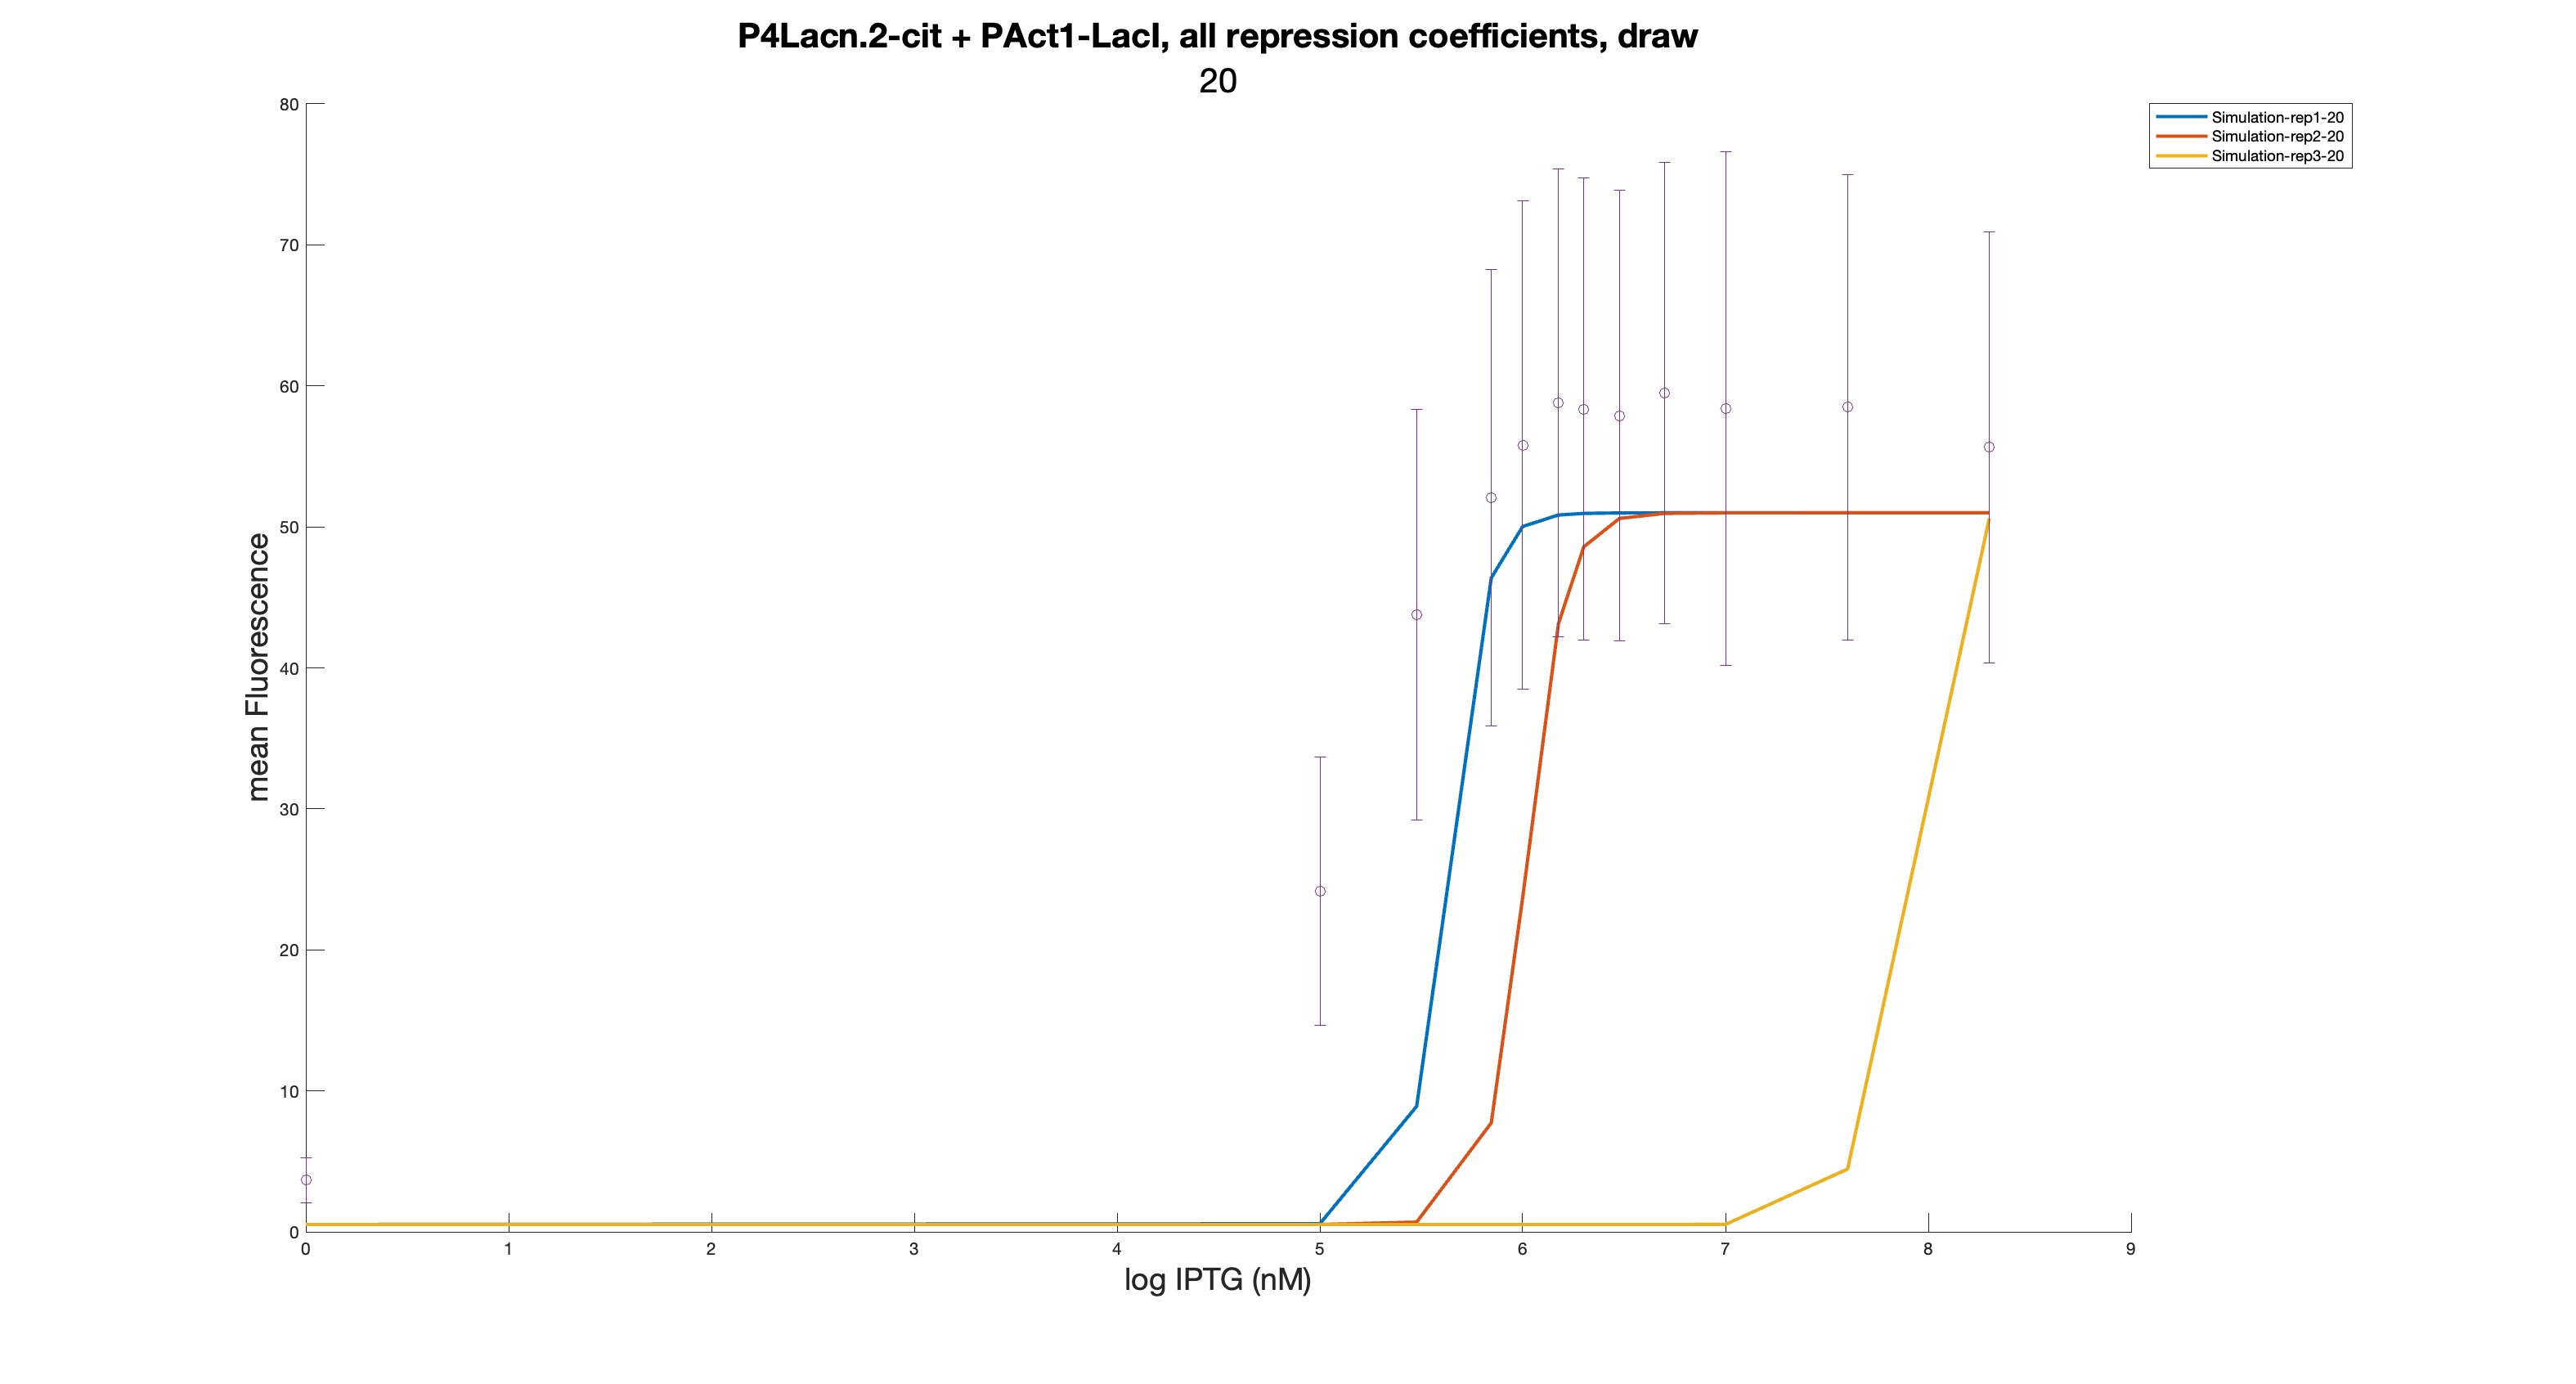 P4Lacn.2-cit + PAct1-LacI, all repression coefficients, draw
20
Simulation-rep1-20
Simulation-rep2-20
Simulation-rep3-20
80
70
60
50
40
30
20
10
0
mean Fluorescence
0 1 2 3 4 5 6 7 8 9
log IPTG (nM)